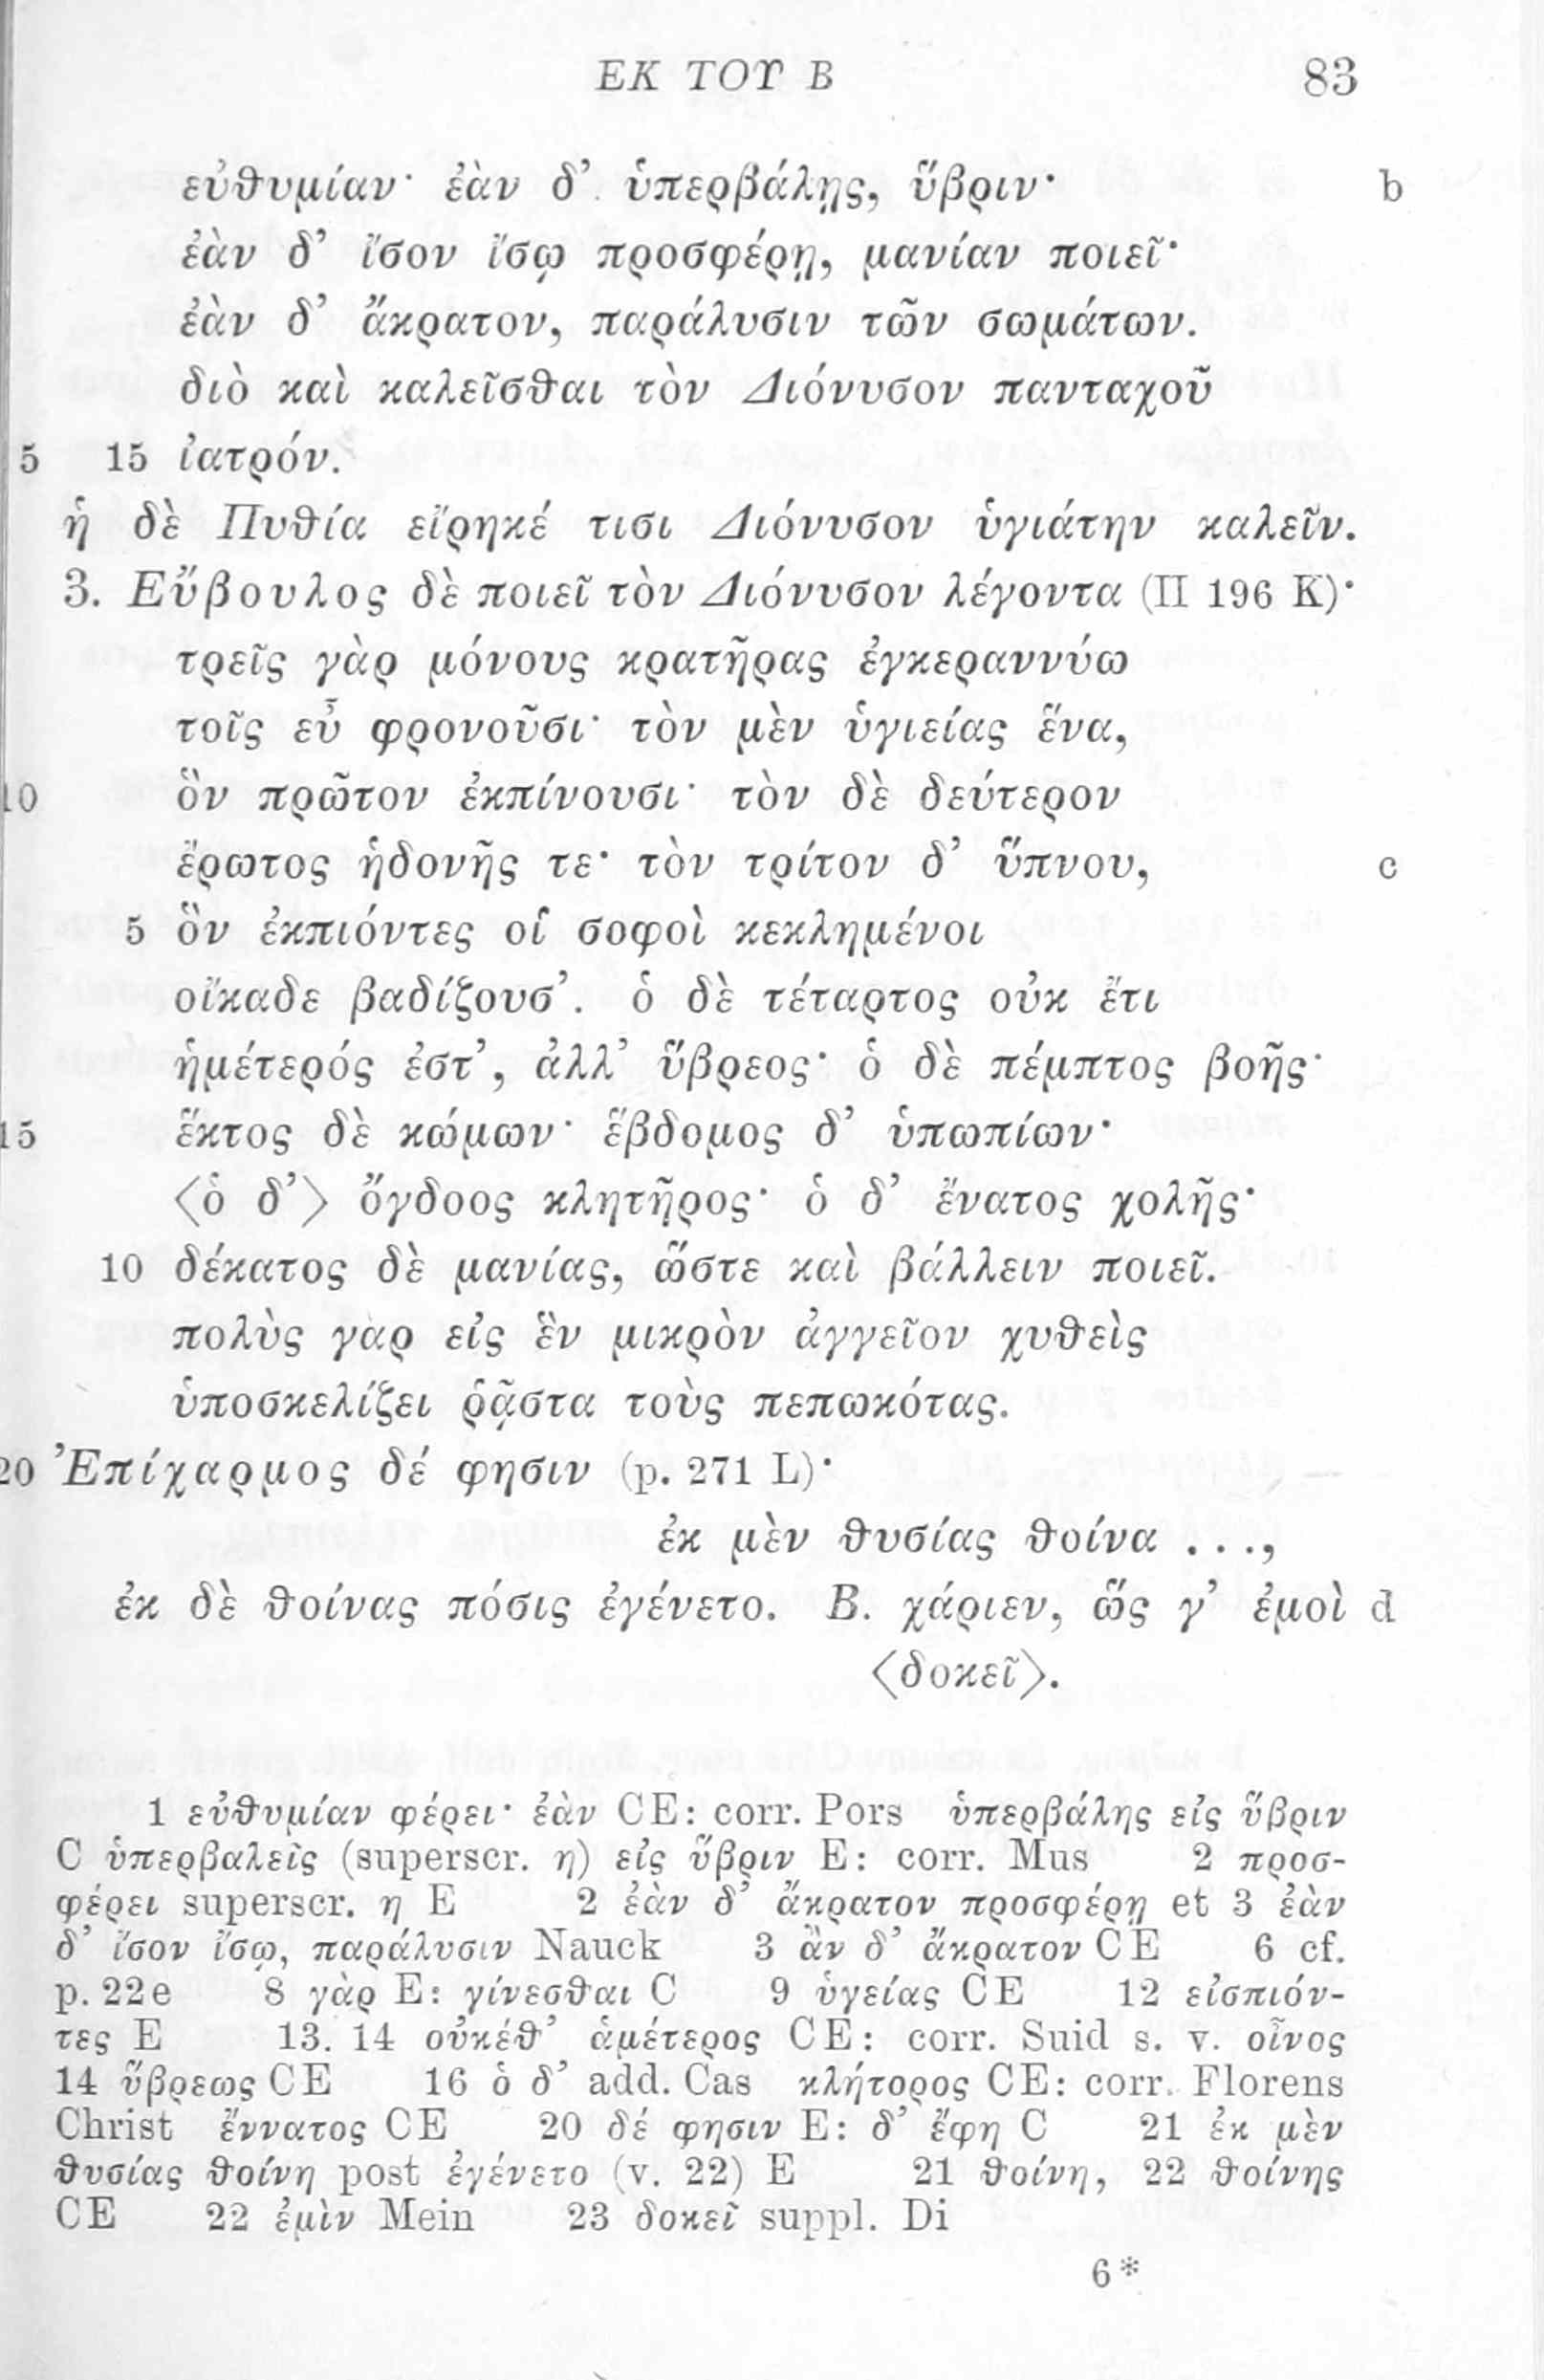 ΕΚ ΤΟΥ Β 83
εὐθυμίαν· ἐὰν δ’ ὑπερβάλῃς, ὕβριν· b
ἐὰν δ’ ἴσον ἴσῳ προσφέρῃ, μανίαν ποιεῖ·
ἐὰν δ’ ἄκρατον, παράλυσιν τῶν σωμάτων.
διὸ καὶ καλεῖσθαι τὸν Διόνυσον πανταχοῦ
5 15 ἰατρόν.
ἡ δὲ Πυθία εἴρηκέ τισι Διόνυσον ὑγιάτην καλεῖν.
3. Εὔβουλος δὲ ποιεῖ τὸν Διόνυσον λέγοντα (II 196 K)·
τρεῖς γὰρ μόνους κρατῆρας ἐγκεραννύω
τοῖς εὖ φρονοῦσι· τὸν μὲν ὑγιείας ἕνα,
10 ὃν πρῶτον ἐκπίνουσι· τὸν δὲ δεύτερον
ἔρωτος ἡδονῆς τε· τὸν τρίτον δ’ ὕπνου, c
5 ὃν ἐκπιόντες οἱ σοφοὶ κεκλημένοι
οἴκαδε βαδίζουσ’. ὁ δὲ τέταρτος οὐκ ἔτι
ἡμέτερός ἐστ’, ἀλλ’ ὕβρεος· ὁ δὲ πέμπτος βοῆς·
15 ἕκτος δὲ κώμων· ἕβδομος δ’ ὑπωπίων·
〈ὁ δ’〉 ὄγδοος κλητῆρος· ὁ δ’ ἔνατος χολῆς·
10 δέκατος δὲ μανίας, ὥστε καὶ βάλλειν ποιεῖ.
πολὺς γὰρ εἰς ἓν μικρὸν ἀγγεῖον χυθεὶς
ὑποσκελίζει ῥᾷστα τοὺς πεπωκότας.
20 Ἐπίχαρμος δέ φησιν (p. 271 L)·
ἐκ μὲν θυσίας θοίνα ...,
ἐκ δὲ θοίνας πόσις ἐγένετο. Β. χάριεν, ὥς γ’ ἐμοὶ d
〈δοκεῖ〉.
1 εὐθυμίαν φέρει· ἐὰν CE: corr. Pors ὑπερβάλης εἰς ὕβριν
C ὑπερβαλεῖς (superscr. η) εἰς ὕβριν E: corr. Mus 2 προσ-
φέρει superscr. η E 2 ἐὰν δ’ ἄκρατον προσφέρῃ et 3 ἐὰν
δ’ ἴσον ἴσῳ, παράλυσιν Nauck 3 ἂν δ’ ἄκρατον CE 6 cf.
p. 22e 8 γὰρ E: γίνεσθαι C 9 ὑγείας CE 12 εἰσπιόν-
τες E 13. 14 οὐκέθ’ ἁμέτερος CE: corr. Suid s. v. οἶνος
14 ὕβρεως CE 16 ὁ δ’ add. Cas κλήτορος CE: corr. Florens
Christ ἔννατος CE 20 δέ φησιν E: δ’ ἔφη C 21 ἐκ μὲν
θυσίας θοίνη post ἐγένετο (v. 22) E 21 θοίνη, 22 θοίνης
CE 22 ἐμὶν Mein 23 δοκεῖ suppl. Di
6*